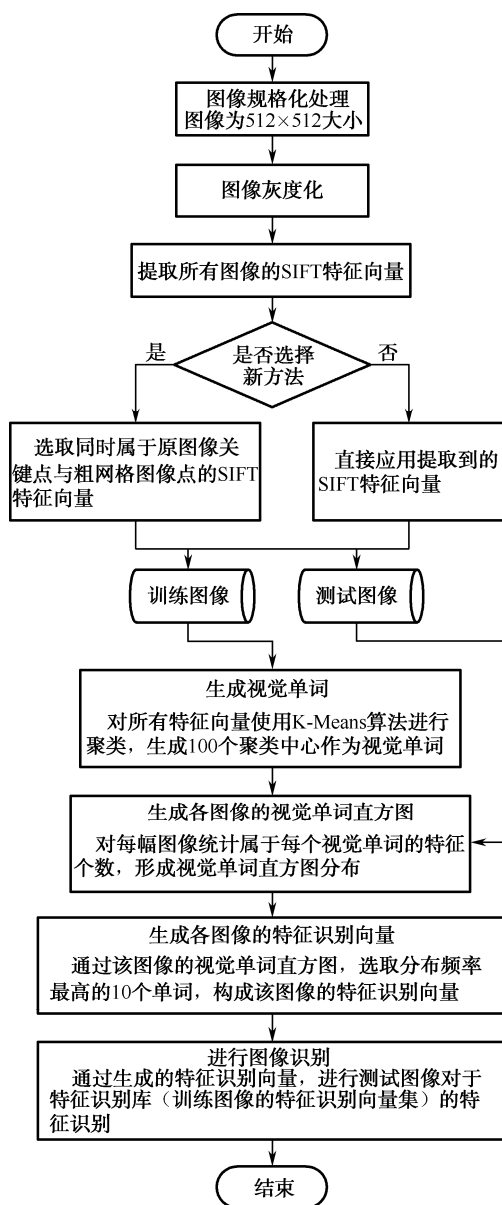 开始
图像规格化处理
图像为512×512大小
图像灰度化
提取所有图像的SIFT特征向量
是
是否选择
新方法
否
选取同时属于原图像关
键点与粗网格图像点的SIFT
特征向量
直接应用提取到的
SIFT特征向量
训练图像
测试图像
生成视觉单词
对所有特征向量使用K-Means算法进行
聚类，生成100个聚类中心作为视觉单词
生成各图像的视觉单词直方图
对每幅图像统计属于每个视觉单词的特征
个数，形成视觉单词直方图分布
生成各图像的特征识别向量
通过该图像的视觉单词直方图，选取分布频率
最高的10个单词，构成该图像的特征识别向量
进行图像识别
通过生成的特征识别向量，进行测试图像对于
特征识别库（训练图像的特征识别向量集）的特
征识别
结束